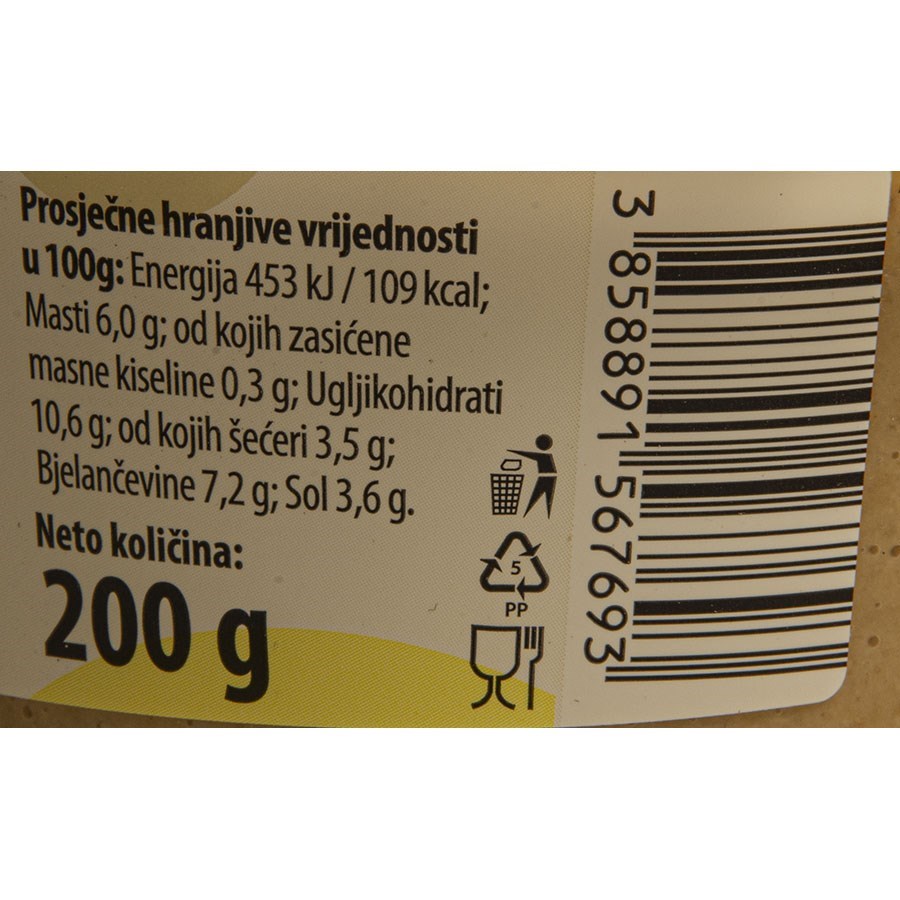 Prosječne hranjive vrijednosti
u 100g: Energija 453 kJ / 109 kcal;
Masti 6,0 g; od kojih zasićene
masne kiseline 0,3 g; Ugljikohidrati
10,6 g; od kojih šećeri 3,5 g;
Bjelančevine 7,2 g; Sol 3,6 g.
Neto količina:
200 g
5
PP
3 858891 567693